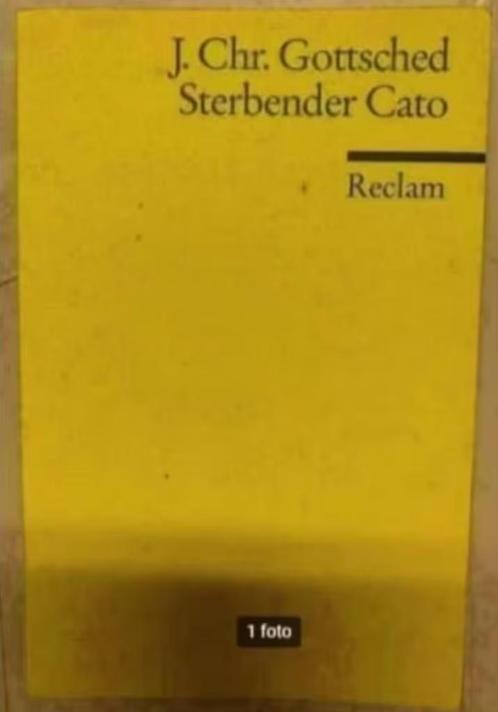 J. Chr. Gottsched
Sterbender Cato
Reclam
1 foto